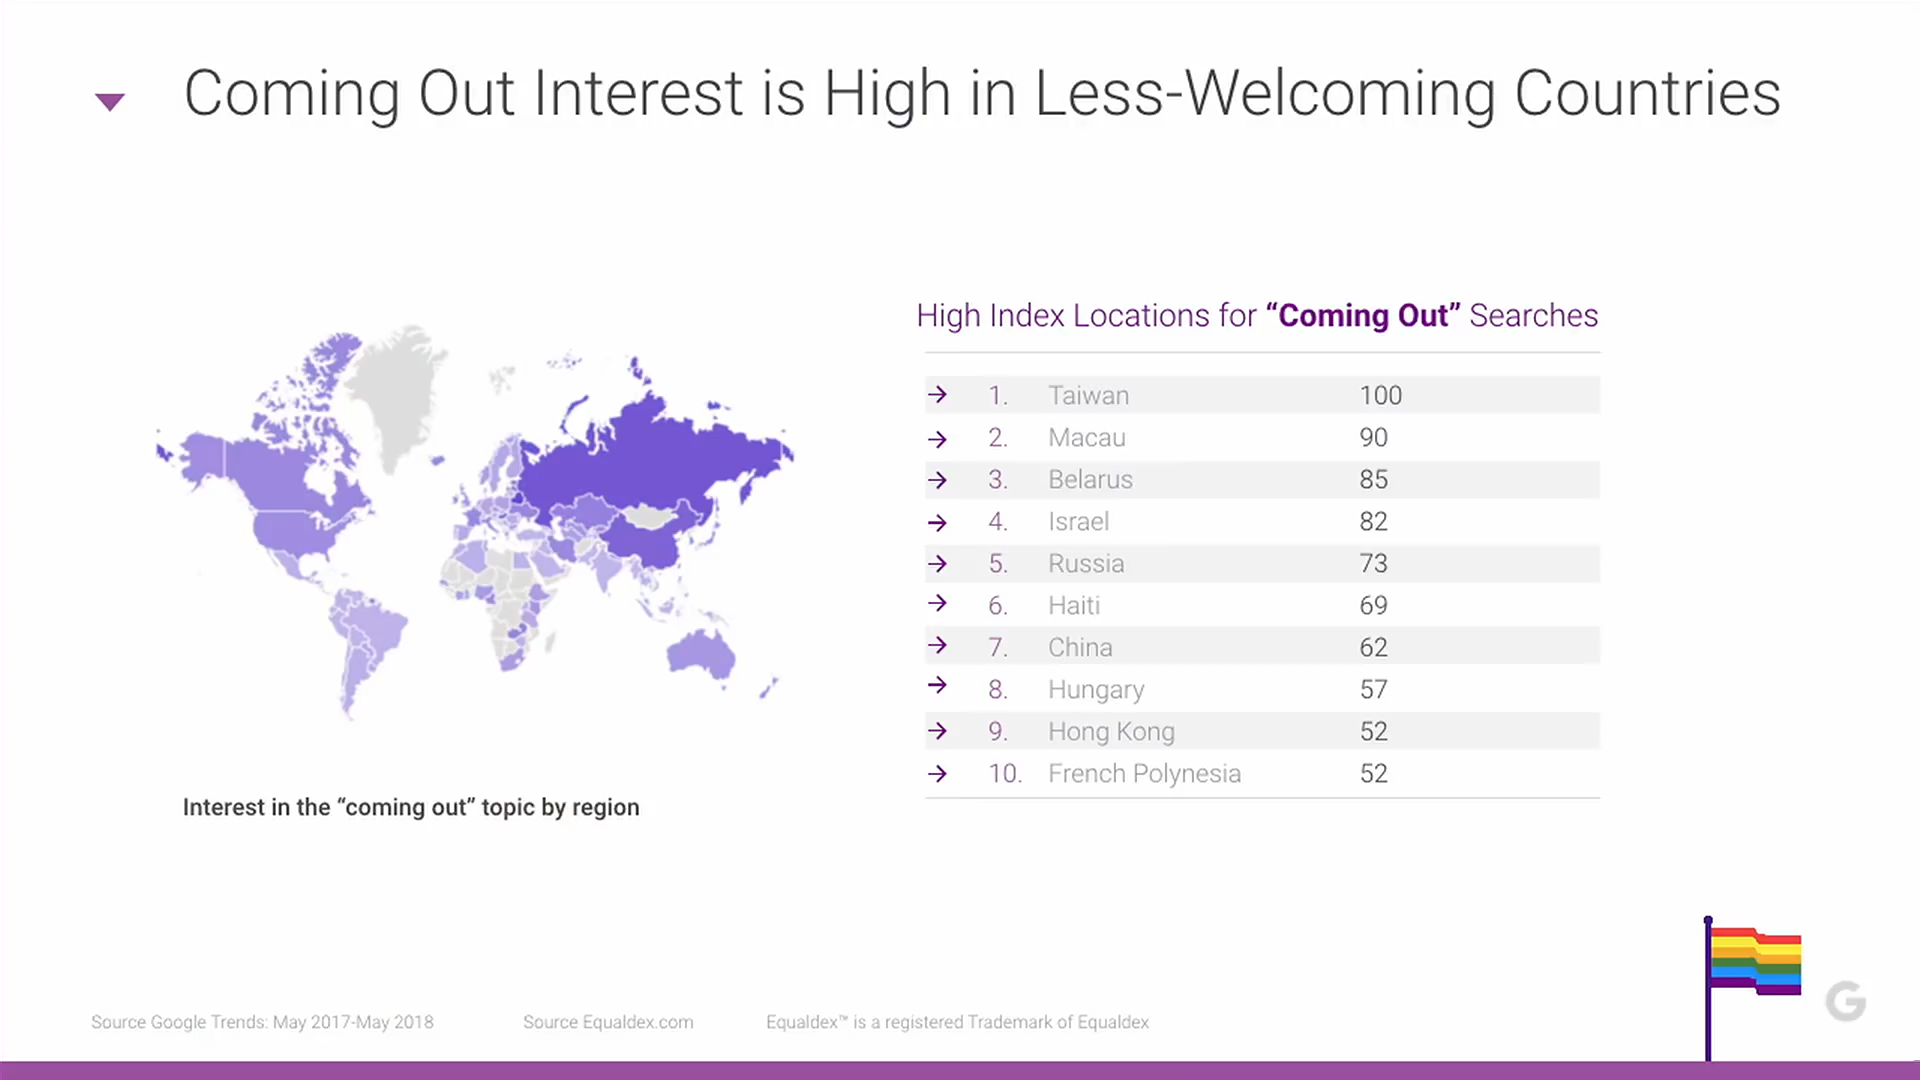 Coming Out Interest is High in Less-Welcoming Countries
High Index Locations for “Coming Out” Searches
1. Taiwan 100
2. Macau 90
3. Belarus 85
4. Israel 82
5. Russia 73
6. Haiti 69
7. China 62
8. Hungary 57
9. Hong Kong 52
10. French Polynesia 52
Interest in the “coming out” topic by region
Source Google Trends: May 2017-May 2018
Source Equaldex.com
Equaldex™ is a registered Trademark of Equaldex
G